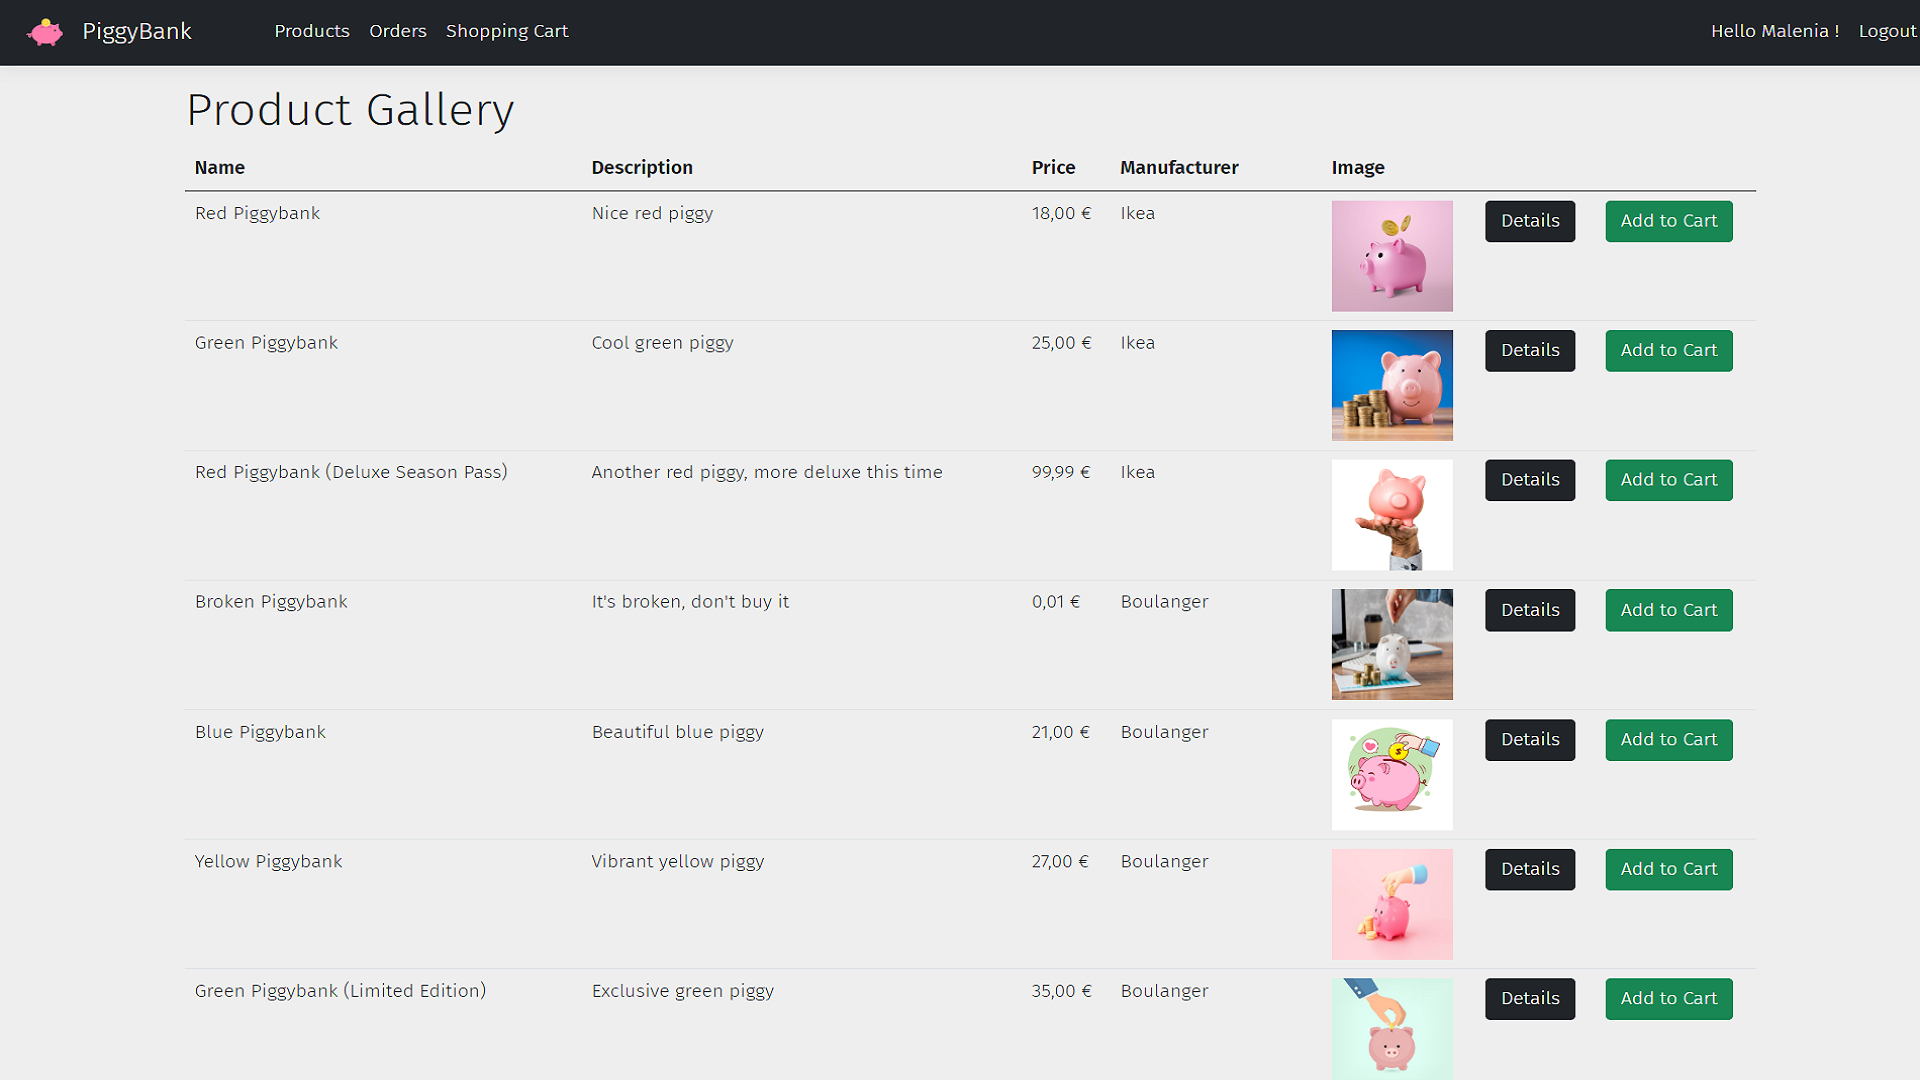 PiggyBank Products Orders Shopping Cart Hello Malenia ! Logout
Product Gallery
Name Description Price Manufacturer Image
Red Piggybank Nice red piggy 18,00 € Ikea Details Add to Cart
Green Piggybank Cool green piggy 25,00 € Ikea Details Add to Cart
Red Piggybank (Deluxe Season Pass) Another red piggy, more deluxe this time 99,99 € Ikea Details Add to Cart
Broken Piggybank It's broken, don't buy it 0,01 € Boulanger Details Add to Cart
Blue Piggybank Beautiful blue piggy 21,00 € Boulanger Details Add to Cart
Yellow Piggybank Vibrant yellow piggy 27,00 € Boulanger Details Add to Cart
Green Piggybank (Limited Edition) Exclusive green piggy 35,00 € Boulanger Details Add to Cart